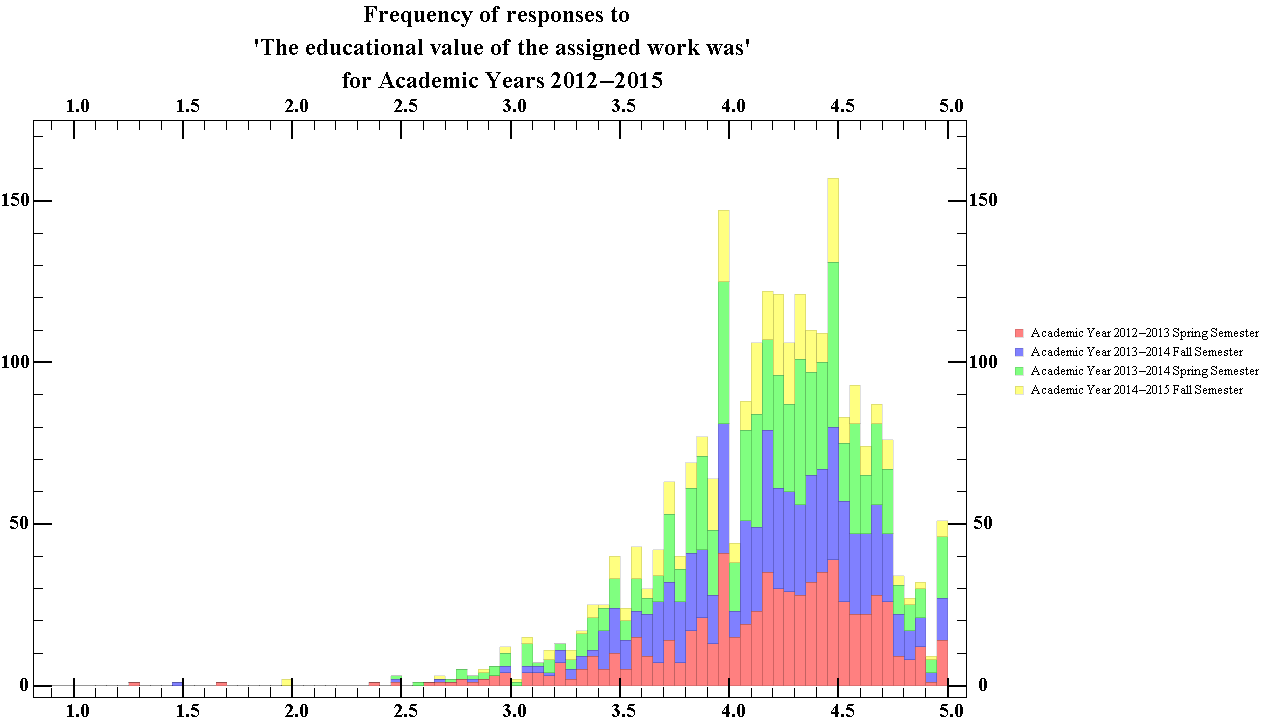 Frequency of responses to
'The educational value of the assigned work was'
for Academic Years 2012–2015
1.0 1.5 2.0 2.5 3.0 3.5 4.0 4.5 5.0
150 150
100 100
Academic Year 2012–2013 Spring Semester
Academic Year 2013–2014 Fall Semester
Academic Year 2013–2014 Spring Semester
Academic Year 2014–2015 Fall Semester
50 50
0 0
1.0 1.5 2.0 2.5 3.0 3.5 4.0 4.5 5.0